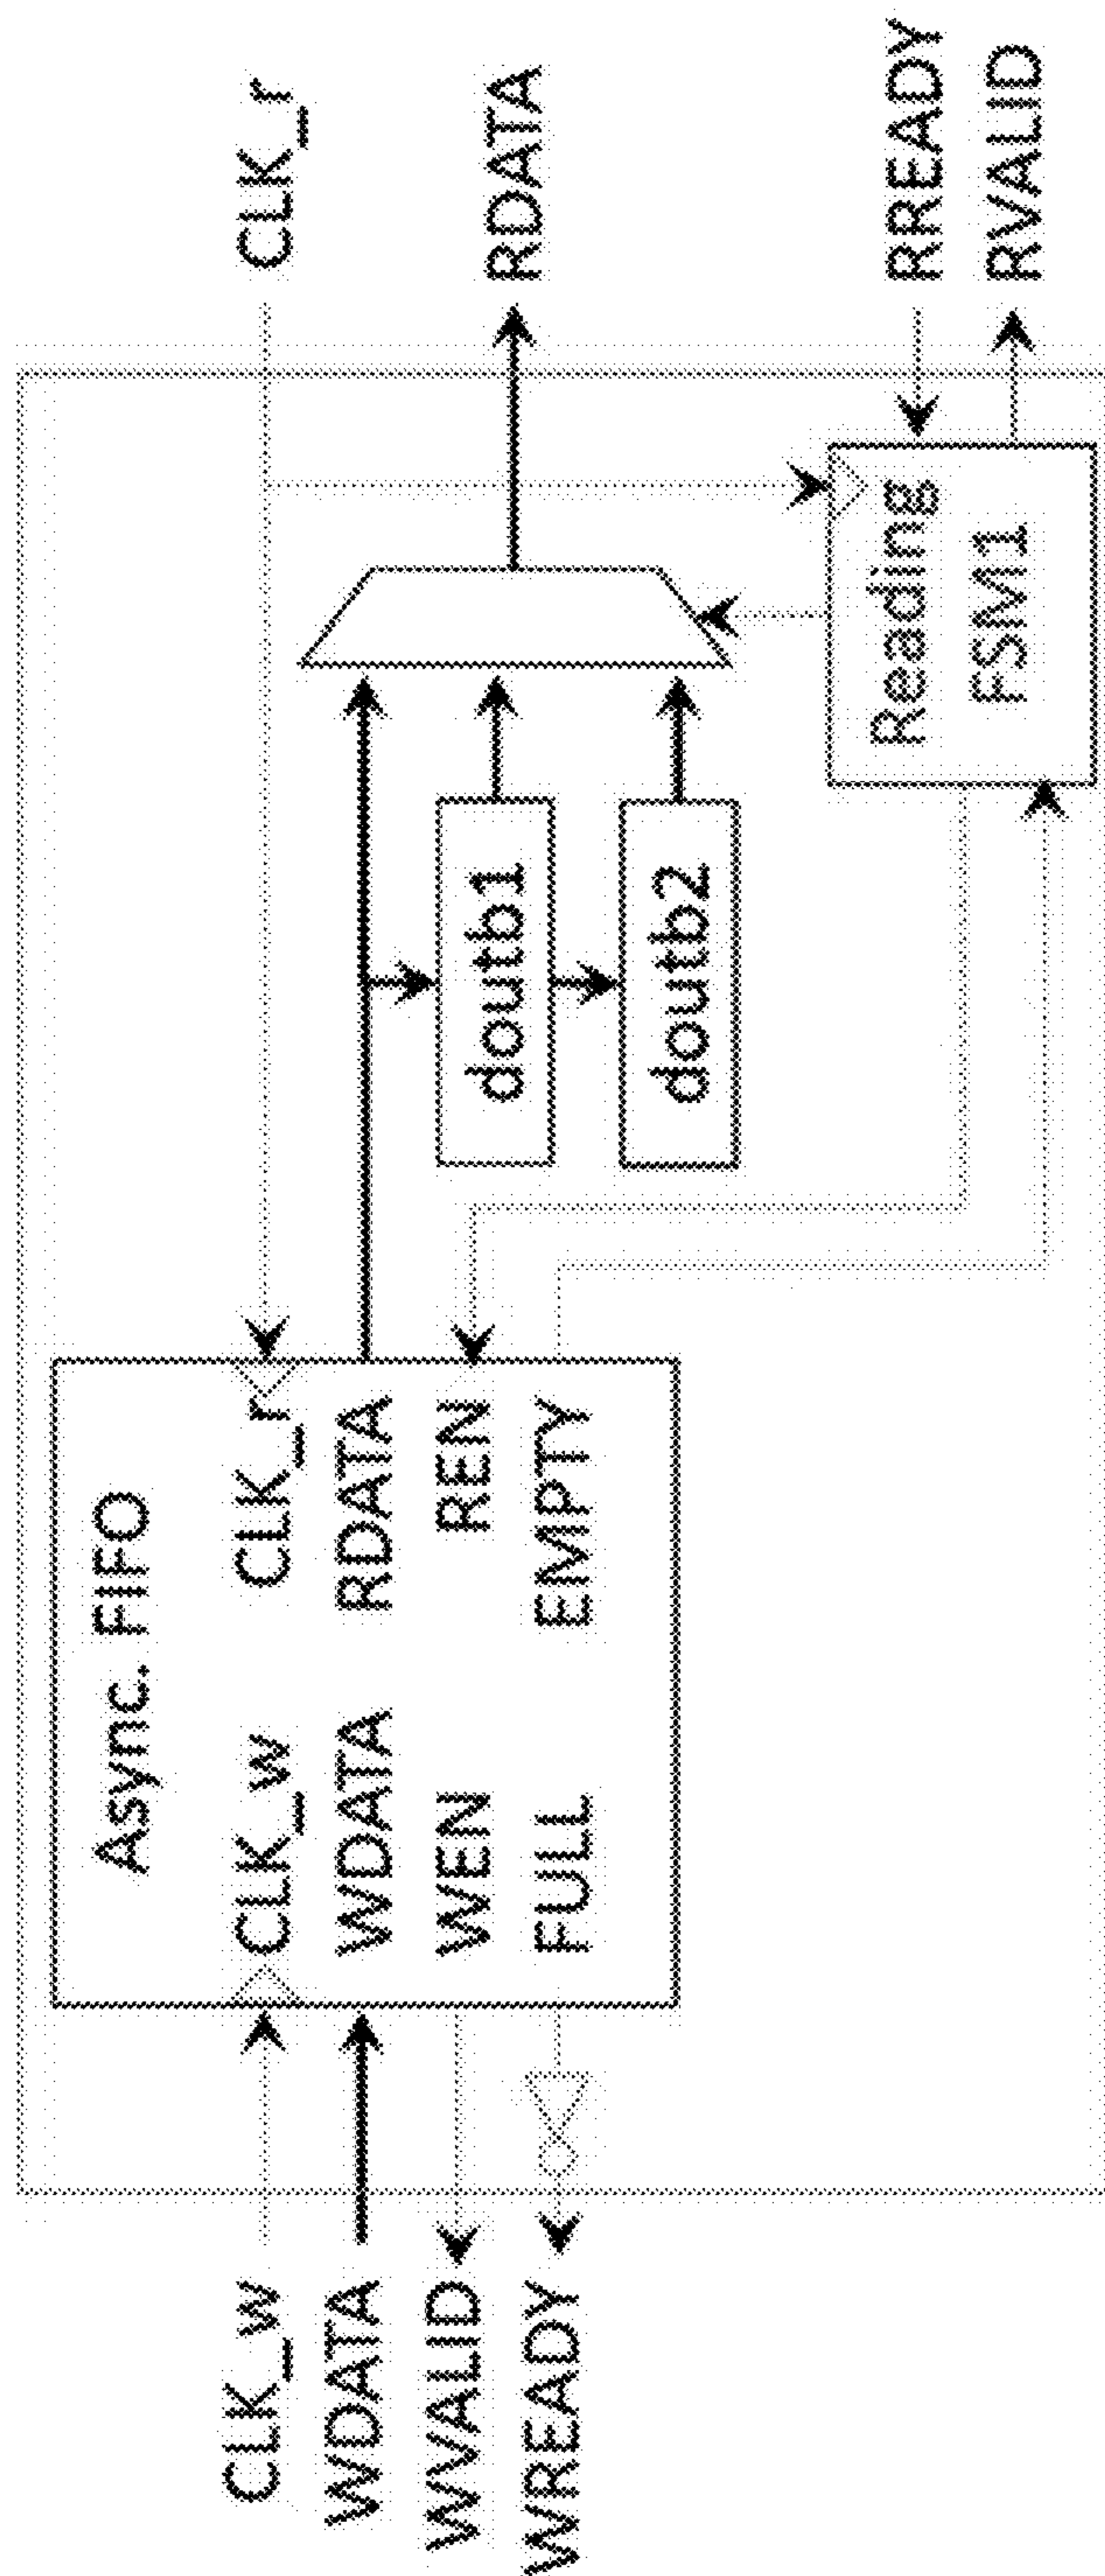 Async. FIFO
CLK_w
WDATA
WVALID
WREADY
CLK_w
WDATA
WEN
FULL
CLK_r
RDATA
REN
EMPTY
doutb1
doutb2
Reading
FSM1
CLK_r
RDATA
RREADY
RVALID